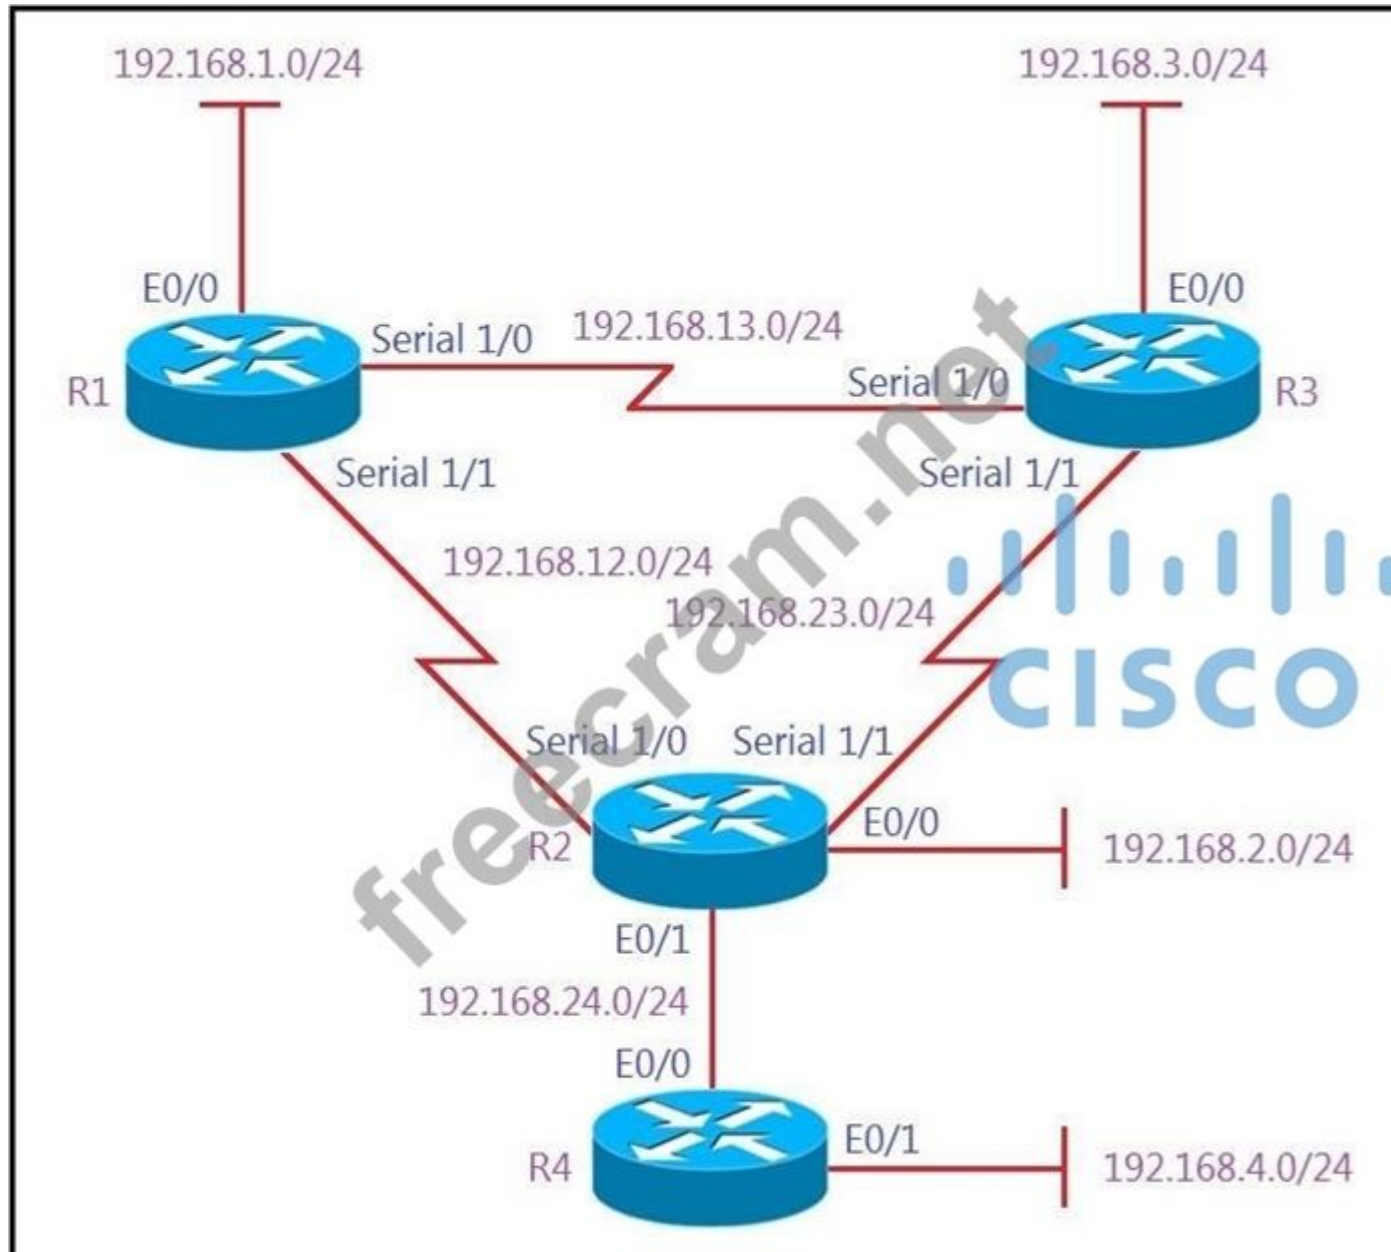 192.168.1.0/24
192.168.3.0/24
E0/0
E0/0
Serial 1/0
192.168.13.0/24
Serial 1/0
R1
R3
Serial 1/1
Serial 1/1
192.168.12.0/24
192.168.23.0/24
CISCO
Serial 1/0
Serial 1/1
E0/0
R2
192.168.2.0/24
E0/1
192.168.24.0/24
E0/0
E0/1
R4
192.168.4.0/24
freecram.net